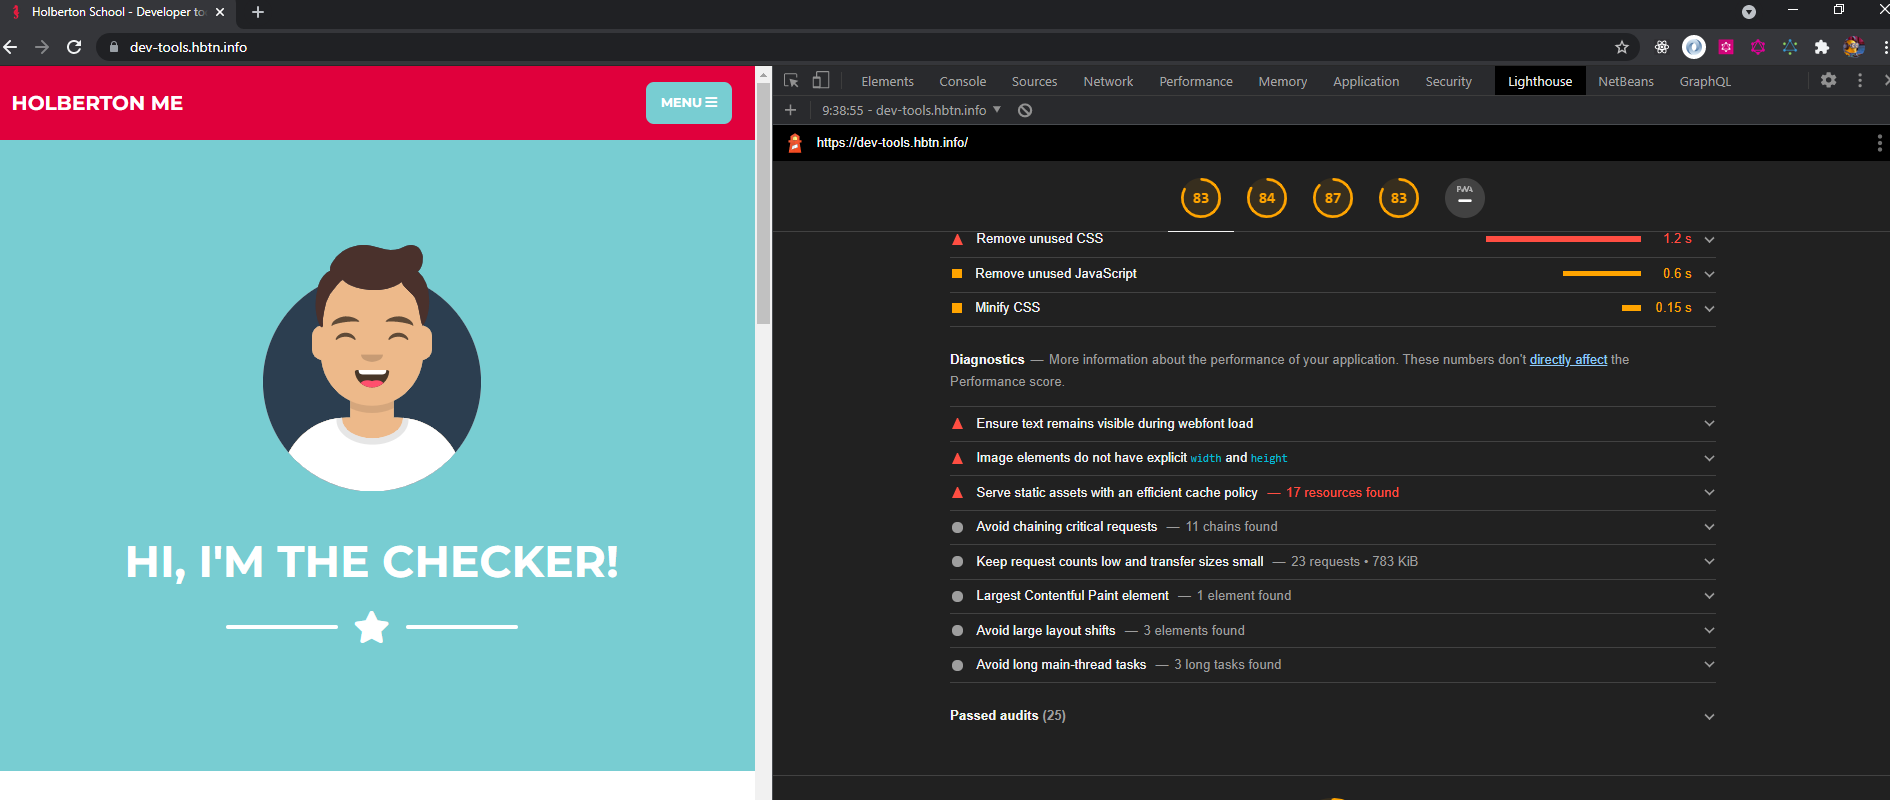 Holberton School - Developer to
dev-tools.hbtn.info
HOLBERTON ME
MENU
HI, I'M THE CHECKER!
Elements Console Sources Network Performance Memory Application Security Lighthouse NetBeans GraphQL
9:38:55 - dev-tools.hbtn.info
https://dev-tools.hbtn.info/
83 84 87 83 PWA
Remove unused CSS 1.2 s
Remove unused JavaScript 0.6 s
Minify CSS 0.15 s
Diagnostics — More information about the performance of your application. These numbers don't directly affect the
Performance score.
Ensure text remains visible during webfont load
Image elements do not have explicit width and height
Serve static assets with an efficient cache policy — 17 resources found
Avoid chaining critical requests — 11 chains found
Keep request counts low and transfer sizes small — 23 requests • 783 KiB
Largest Contentful Paint element — 1 element found
Avoid large layout shifts — 3 elements found
Avoid long main-thread tasks — 3 long tasks found
Passed audits (25)